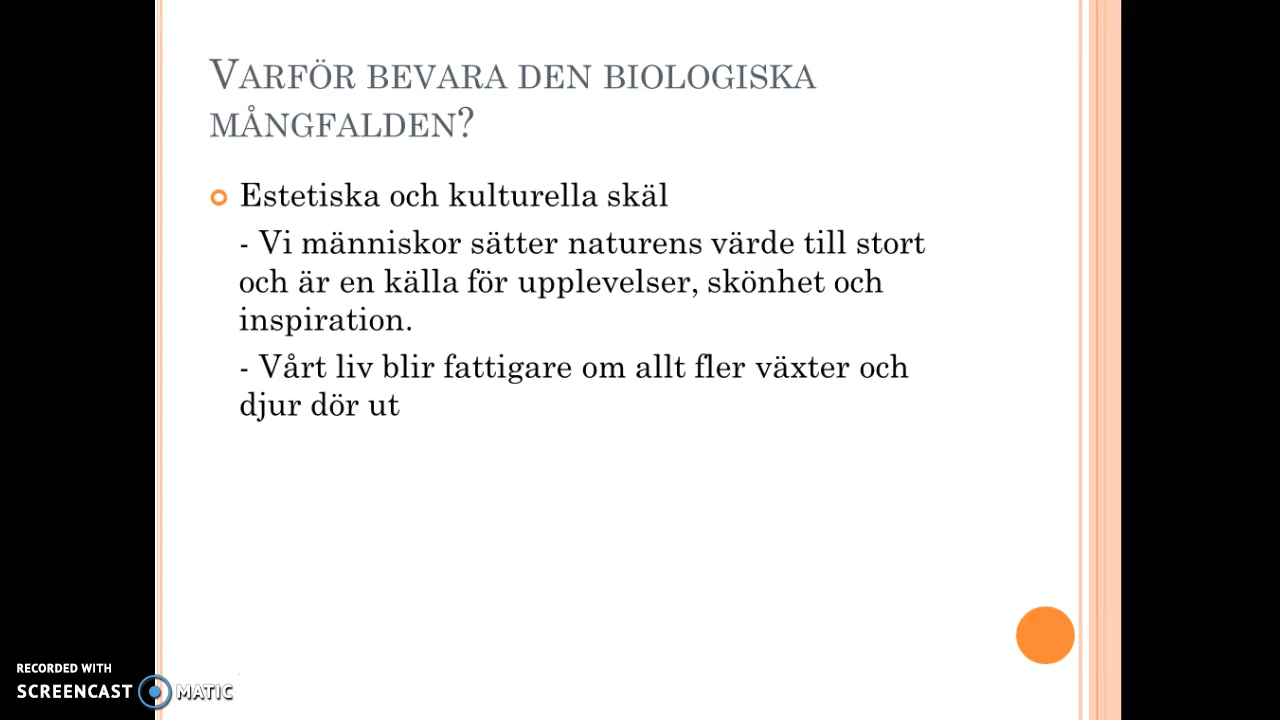 Varför bevara den biologiska
mångfalden?
Estetiska och kulturella skäl
- Vi människor sätter naturens värde till stort
och är en källa för upplevelser, skönhet och
inspiration.
- Vårt liv blir fattigare om allt fler växter och
djur dör ut
RECORDED WITH
SCREENCAST MATIC